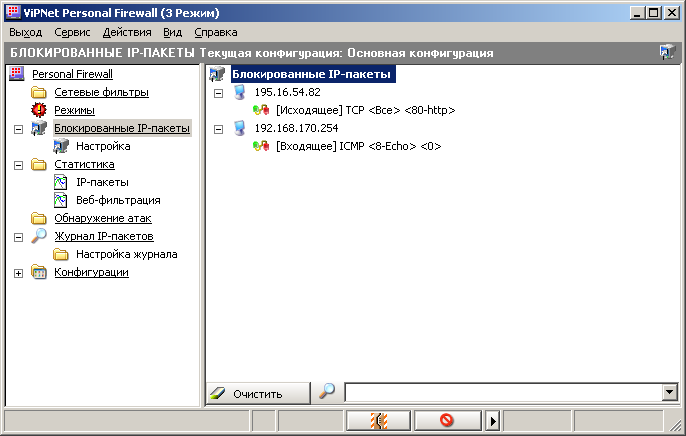 ViPNet Personal Firewall (3 Режим)
Выход Сервис Действия Вид Справка
БЛОКИРОВАННЫЕ IP-ПАКЕТЫ Текущая конфигурация: Основная конфигурация
Personal Firewall
Сетевые фильтры
Режимы
Блокированные IP-пакеты
Настройка
Статистика
IP-пакеты
Веб-фильтрация
Обнаружение атак
Журнал IP-пакетов
Настройка журнала
Конфигурации
Блокированные IP-пакеты
195.16.54.82
[Исходящее] TCP <Все> <80-http>
192.168.170.254
[Входящее] ICMP <8-Echo> <0>
Очистить